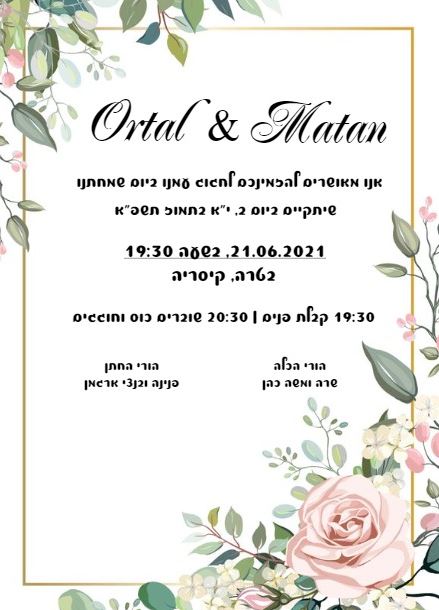 Ortal & Matan
אנו מאושרים להזמינכם לחגוג עמנו ביום שמחתנו
שיתקיים ביום ב, י"א בתמוז תשפ"א
21.06.2021, בשעה 19:30
בטרה, קיסריה
19:30 קבלת פנים | 20:30 שוברים כוס וחוגגים
הורי הכלה
שרה ומשה כהן
הורי החתן
פנינה ובנצי ארגמן